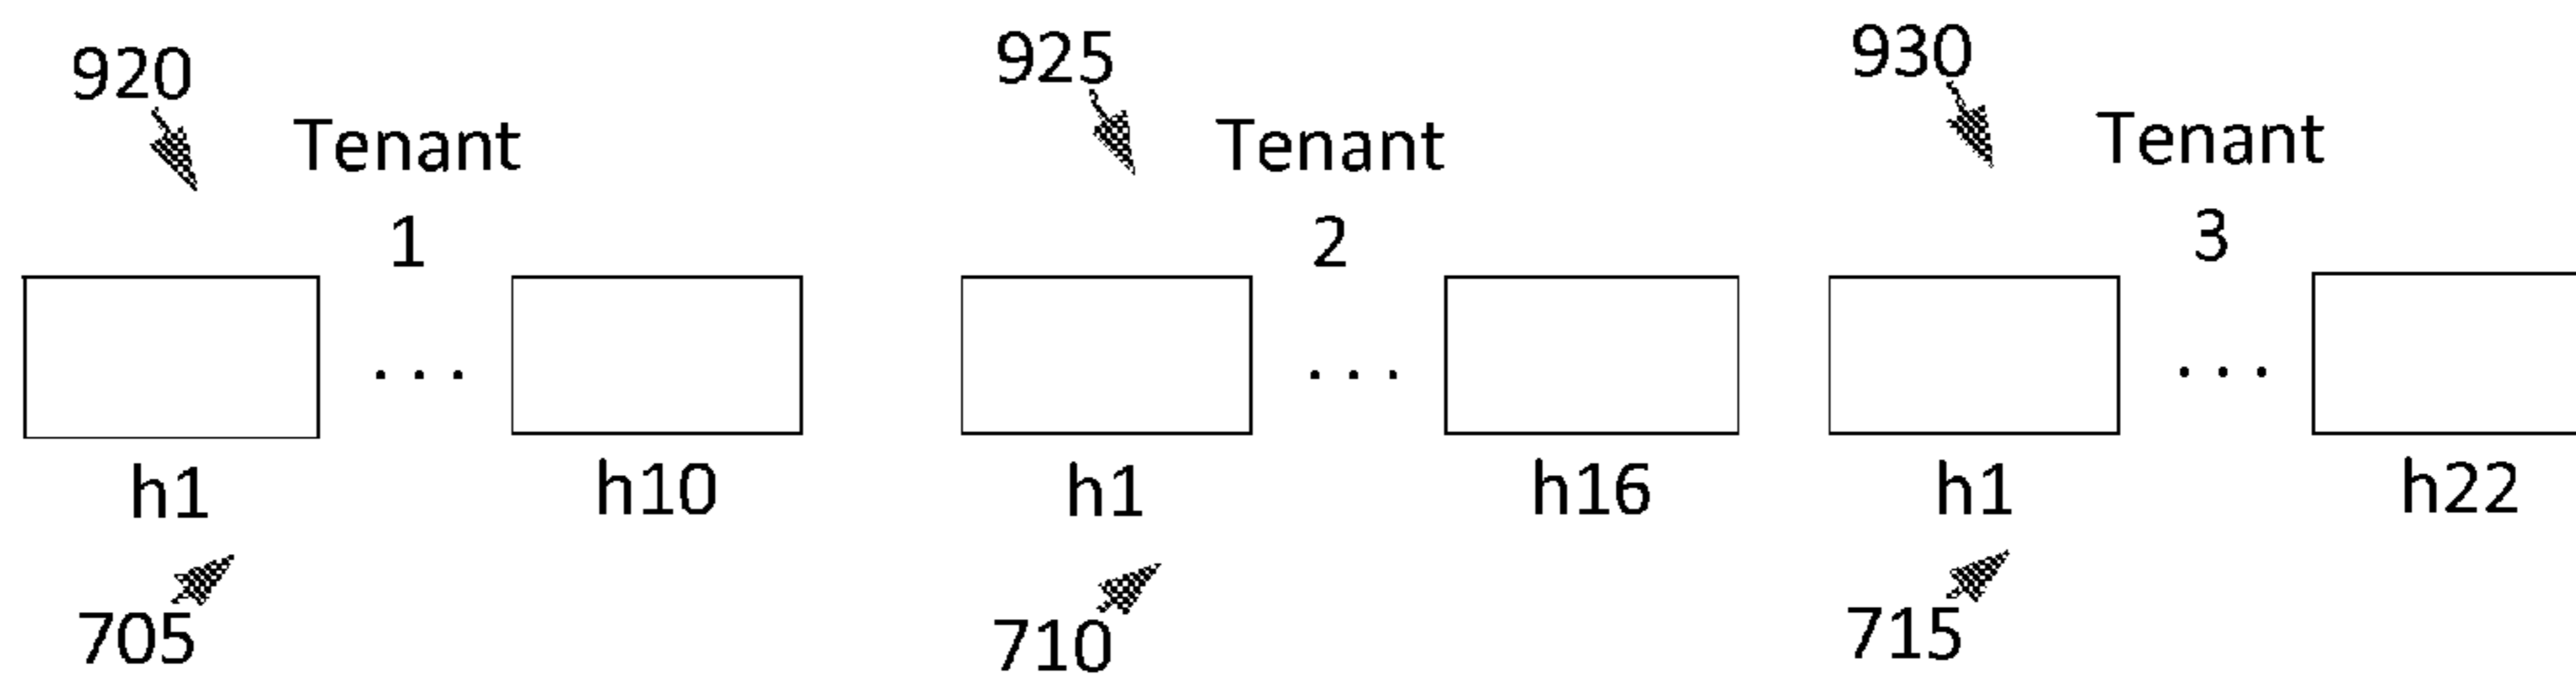 920 925 930
Tenant Tenant Tenant
1 2 3
... ... ...
h1 h10 h1 h16 h1 h22
705 710 715